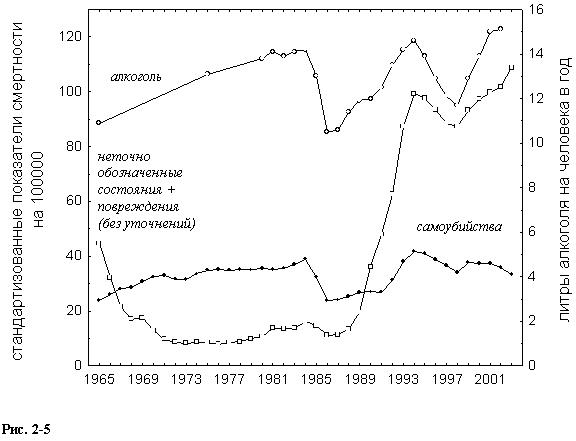 стандартизованные показатели смертности
на 100000
120
100
80
60
40
20
0
алкоголь
неточно
обозначенные
состояния +
повреждения
(без уточнений)
самоубийства
16
14
12
10
8
6
4
2
0
литры алкоголя на человека в год
1965 1969 1973 1977 1981 1985 1989 1993 1997 2001
Рис. 2-5